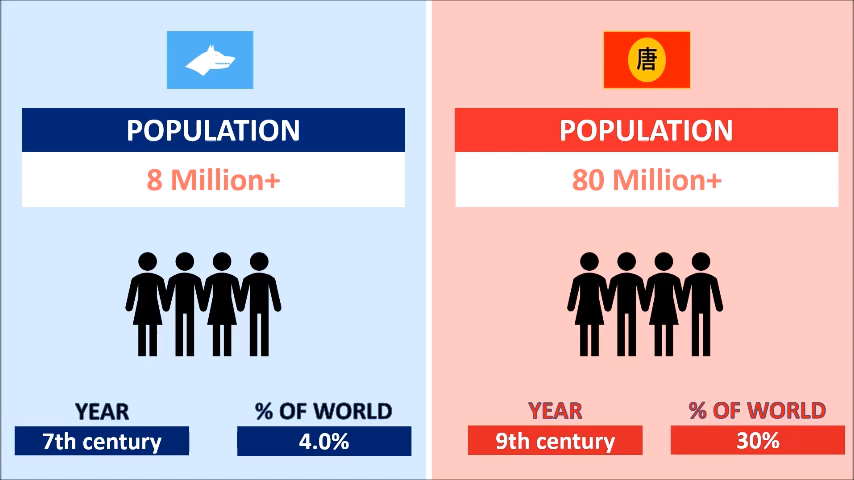 唐
POPULATION
8 Million+
POPULATION
80 Million+
YEAR
% OF WORLD
7th century
4.0%
YEAR
% OF WORLD
9th century
30%